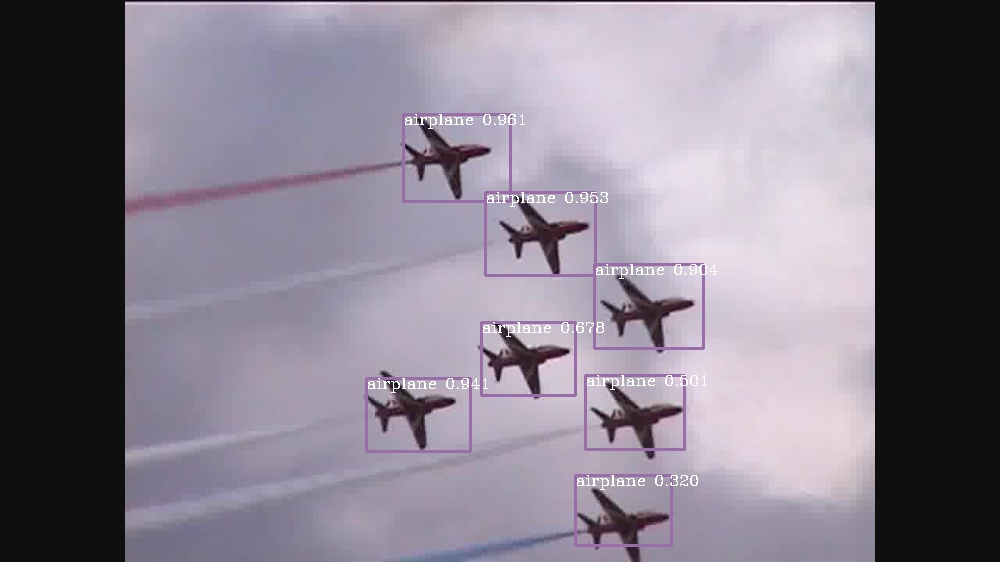 airplane 0.961
airplane 0.953
airplane 0.904
airplane 0.678
airplane 0.941
airplane 0.501
airplane 0.320